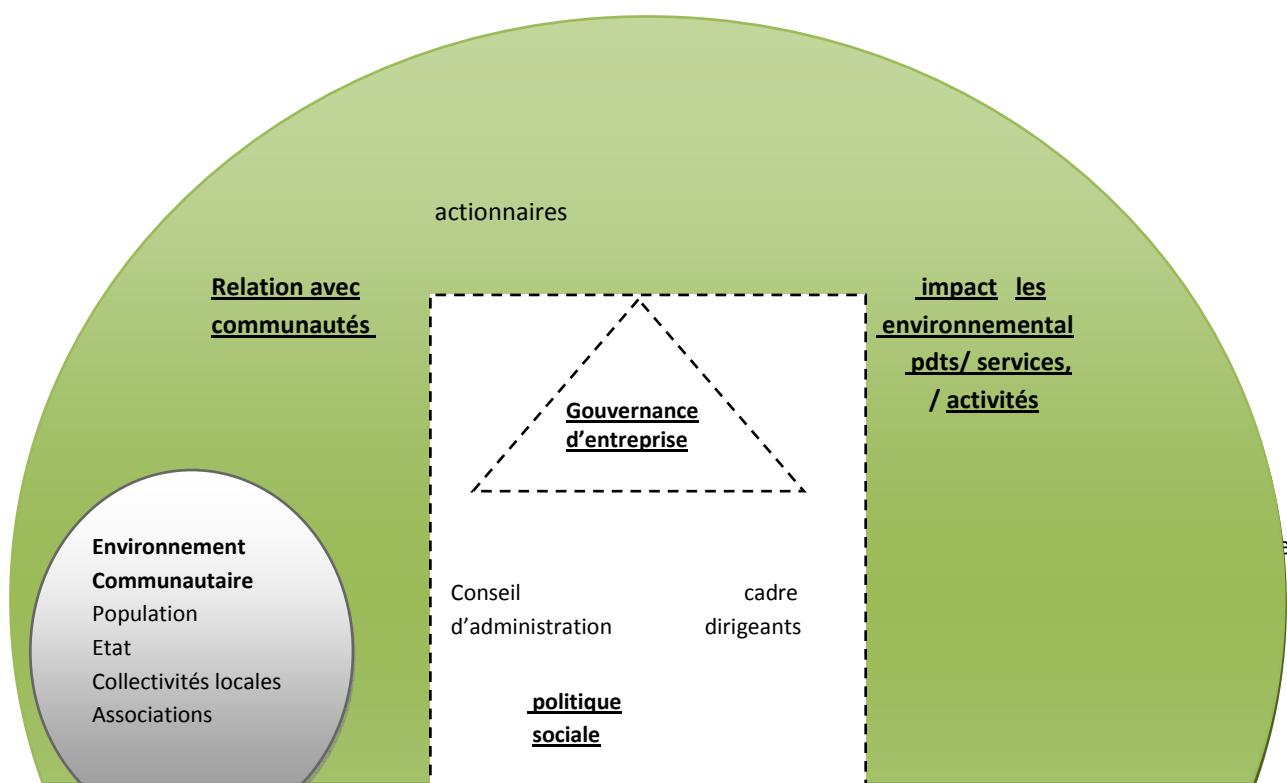 actionnaires
Relation avec
communautés
impact les
environnemental
pdts/ services,
/ activités
Gouvernance
d’entreprise
Environnement
Communautaire
Population
Etat
Collectivités locales
Associations
Conseil cadre
d’administration dirigeants
politique
sociale